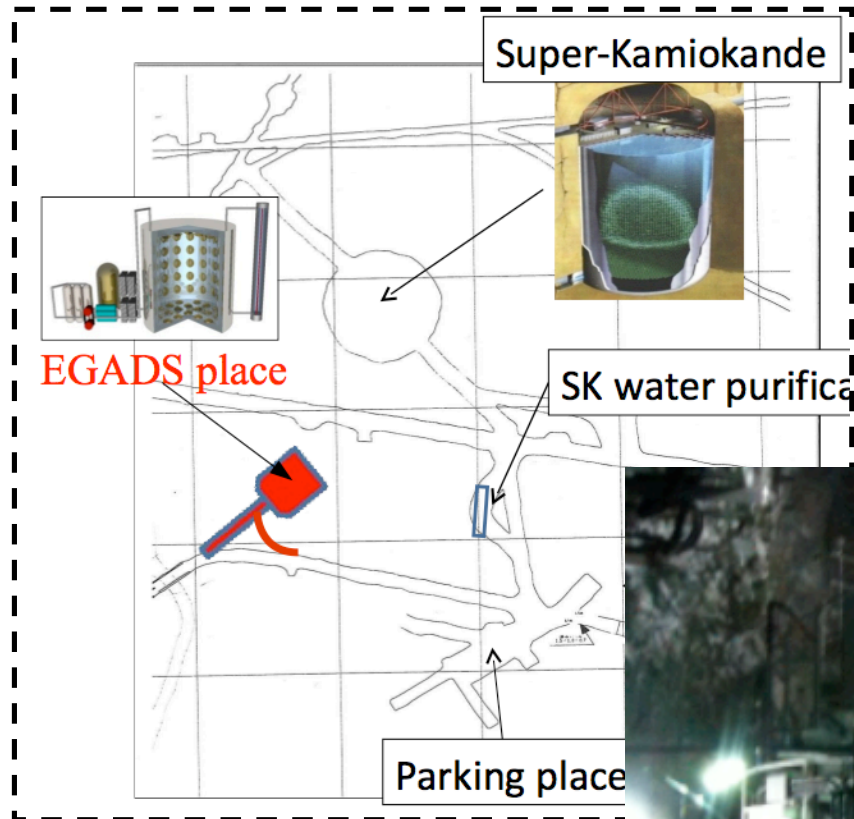 Super-Kamiokande
EGADS place
SK water purifica
Parking place